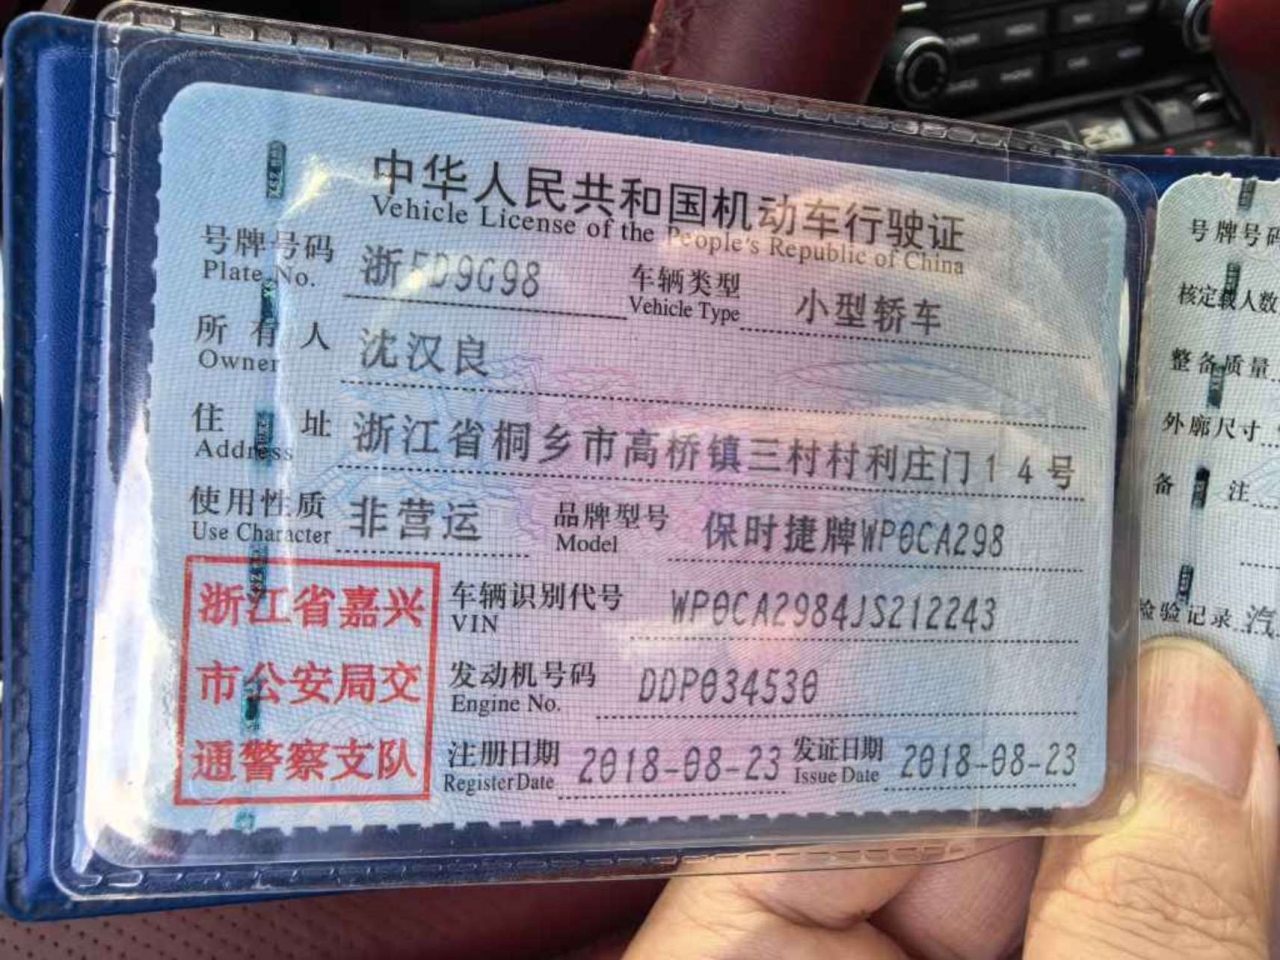 中华人民共和国机动车行驶证
Vehicle License of the People's Republic of China
号牌号码 浙FD9G98 车辆类型 小型轿车
Plate No. Vehicle Type
所有人 沈汉良
Owner
住址 浙江省桐乡市高桥镇三村村利庄门14号
Address
使用性质 非营运 品牌型号 保时捷牌WP0CA298
Use Character Model
浙江省嘉兴
市公安局交
通警察支队
车辆识别代号 WP0CA2984JS212243
VIN
发动机号码 DDP034530
Engine No.
注册日期 2018-08-23 发证日期 2018-08-23
Register Date Issue Date
号牌号码
核定载人数
整备质量
外廓尺寸
备注
检验记录 汽